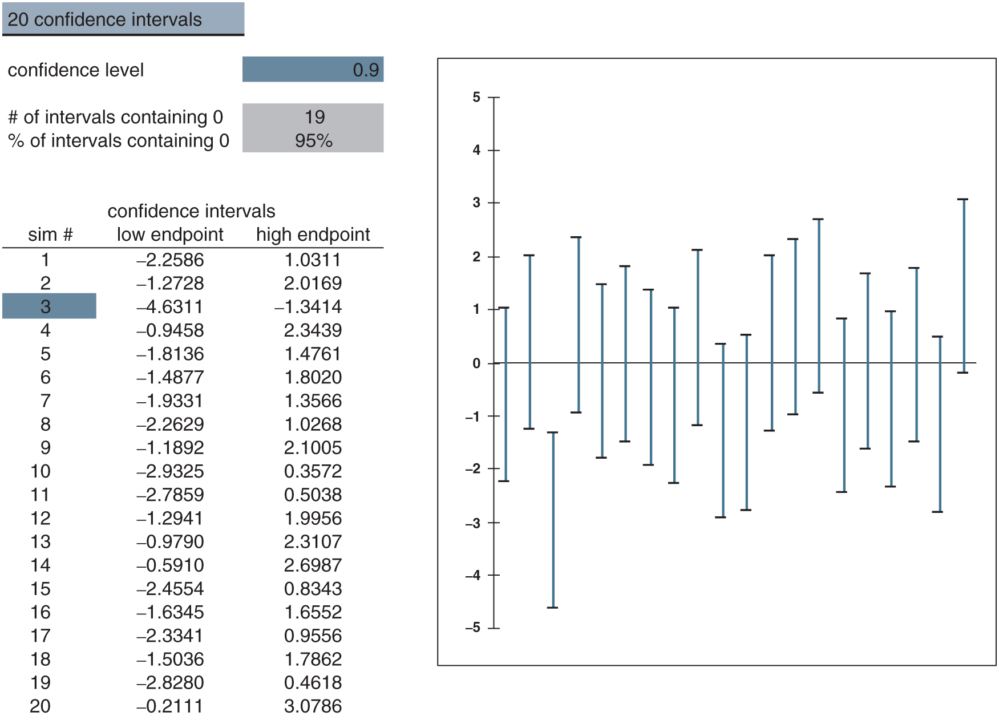 20 confidence intervals
confidence level 0.9
# of intervals containing 0 19
% of intervals containing 0 95%
confidence intervals
sim # low endpoint high endpoint
1 –2.2586 1.0311
2 –1.2728 2.0169
3 –4.6311 –1.3414
4 –0.9458 2.3439
5 –1.8136 1.4761
6 –1.4877 1.8020
7 –1.9331 1.3566
8 –2.2629 1.0268
9 –1.1892 2.1005
10 –2.9325 0.3572
11 –2.7859 0.5038
12 –1.2941 1.9956
13 –0.9790 2.3107
14 –0.5910 2.6987
15 –2.4554 0.8343
16 –1.6345 1.6552
17 –2.3341 0.9556
18 –1.5036 1.7862
19 –2.8280 0.4618
20 –0.2111 3.0786
5
4
3
2
1
0
–1
–2
–3
–4
–5